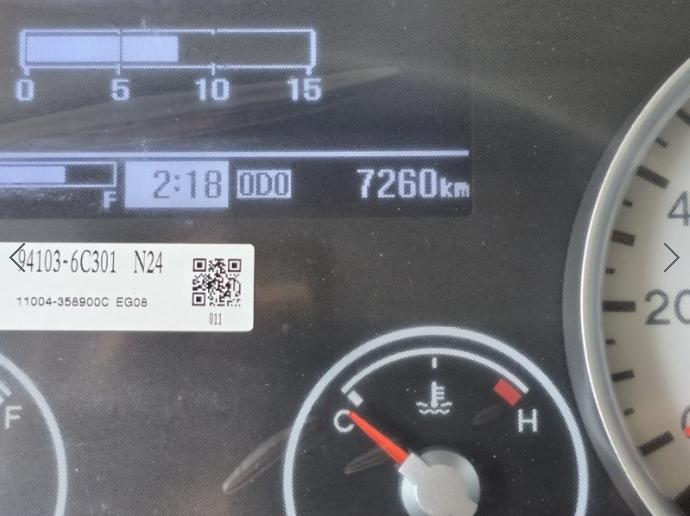 0 5 10 15
F 2:18 ODO 7260km
94103-6C301 N24
11004-358900C EG08
011
F
C H
20